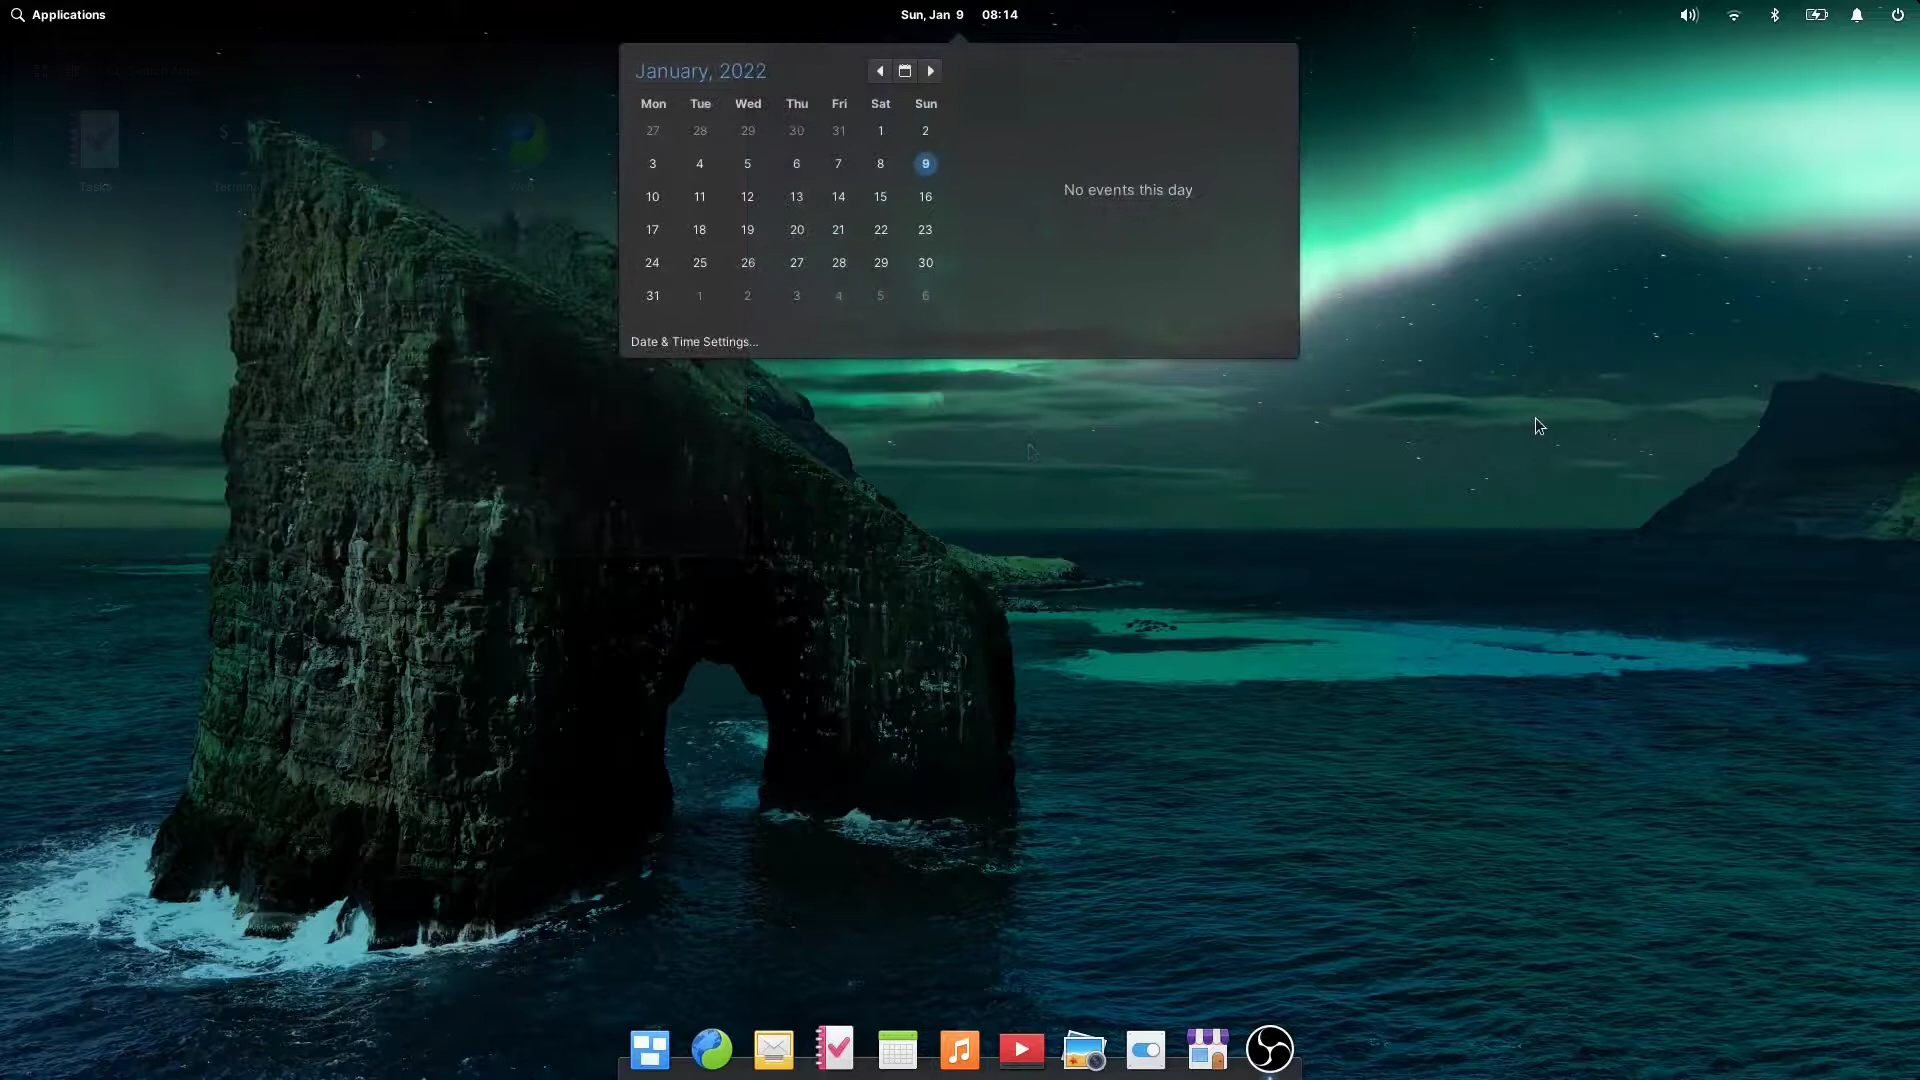 Applications
Sun, Jan 9 08:14
January, 2022
Mon Tue Wed Thu Fri Sat Sun
27 28 29 30 31 1 2
3 4 5 6 7 8 9
10 11 12 13 14 15 16
17 18 19 20 21 22 23
24 25 26 27 28 29 30
31 1 2 3 4 5 6
No events this day
Date & Time Settings...
Tasks
Web